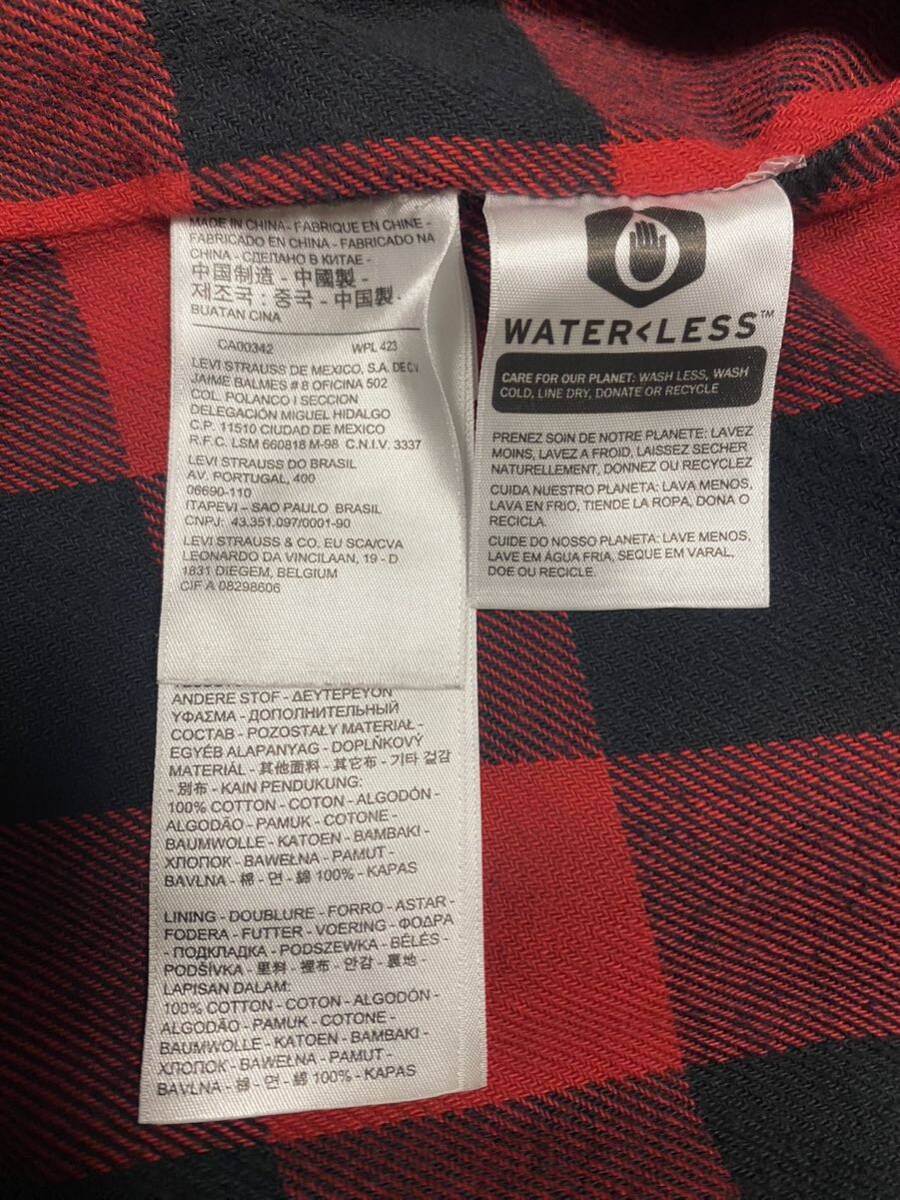 MADE IN CHINA - FABRIQUE EN CHINE -
FABRICADO EN CHINA - FABRICADO NA
CHINA - СДЕЛАНО В КИТАЕ -
中国制造 - 中國製 -
제조국 : 중국 - 中国製 -
BUATAN CINA
CA00342 WPL 423
LEVI STRAUSS DE MEXICO, S.A. DE C.V.
JAIME BALMES # 8 OFICINA 502
COL. POLANCO I SECCION
DELEGACIÓN MIGUEL HIDALGO
C.P. 11510 CIUDAD DE MEXICO
R.F.C. LSM 660818 M-98 C.N.I.V. 3337
LEVI STRAUSS DO BRASIL
AV. PORTUGAL, 400
06690-110
ITAPEVI - SAO PAULO BRASIL
CNPJ: 43.351.097/0001-90
LEVI STRAUSS & CO. EU SCA/CVA
LEONARDO DA VINCILAAN, 19 - D
1831 DIEGEM, BELGIUM
CIF A 08298606
ANDERE STOF - ΔΕΥΤΕΡΕΥΟΝ
ΥΦΑΣΜΑ - ДОПОЛНИТЕЛЬНЫЙ
СОСТАВ - POZOSTAŁY MATERIAŁ -
EGYÉB ALAPANYAG - DOPLŇKOVÝ
MATERIÁL - 其他面料 - 其它布 - 기타 겉감
- 別布 - KAIN PENDUKUNG:
100% COTTON - COTON - ALGODÓN -
ALGODÃO - PAMUK - COTONE -
BAUMWOLLE - KATOEN - BAMBAKI -
ХЛОПОК - BAWEŁNA - PAMUT -
BAVLNA - 棉 - 면 - 綿 100% - KAPAS
LINING - DOUBLURE - FORRO - ASTAR -
FODERA - FUTTER - VOERING - ΦΟΔΡΑ
- ПОДКЛАДКА - PODSZEWKA - BÉLÉS -
PODŠÍVKA - 里料 - 裡布 - 안감 - 裏地 -
LAPISAN DALAM:
100% COTTON - COTON - ALGODÓN -
ALGODÃO - PAMUK - COTONE -
BAUMWOLLE - KATOEN - BAMBAKI -
ХЛОПОК - BAWEŁNA - PAMUT -
BAVLNA - 棉 - 면 - 綿 100% - KAPAS
WATER<LESS™
CARE FOR OUR PLANET: WASH LESS, WASH
COLD, LINE DRY, DONATE OR RECYCLE
PRENEZ SOIN DE NOTRE PLANETE: LAVEZ
MOINS, LAVEZ A FROID, LAISSEZ SECHER
NATURELLEMENT, DONNEZ OU RECYCLEZ
CUIDA NUESTRO PLANETA: LAVA MENOS,
LAVA EN FRIO, TIENDE LA ROPA, DONA O
RECICLA.
CUIDE DO NOSSO PLANETA: LAVE MENOS,
LAVE EM ÁGUA FRIA, SEQUE EM VARAL,
DOE OU RECICLE.